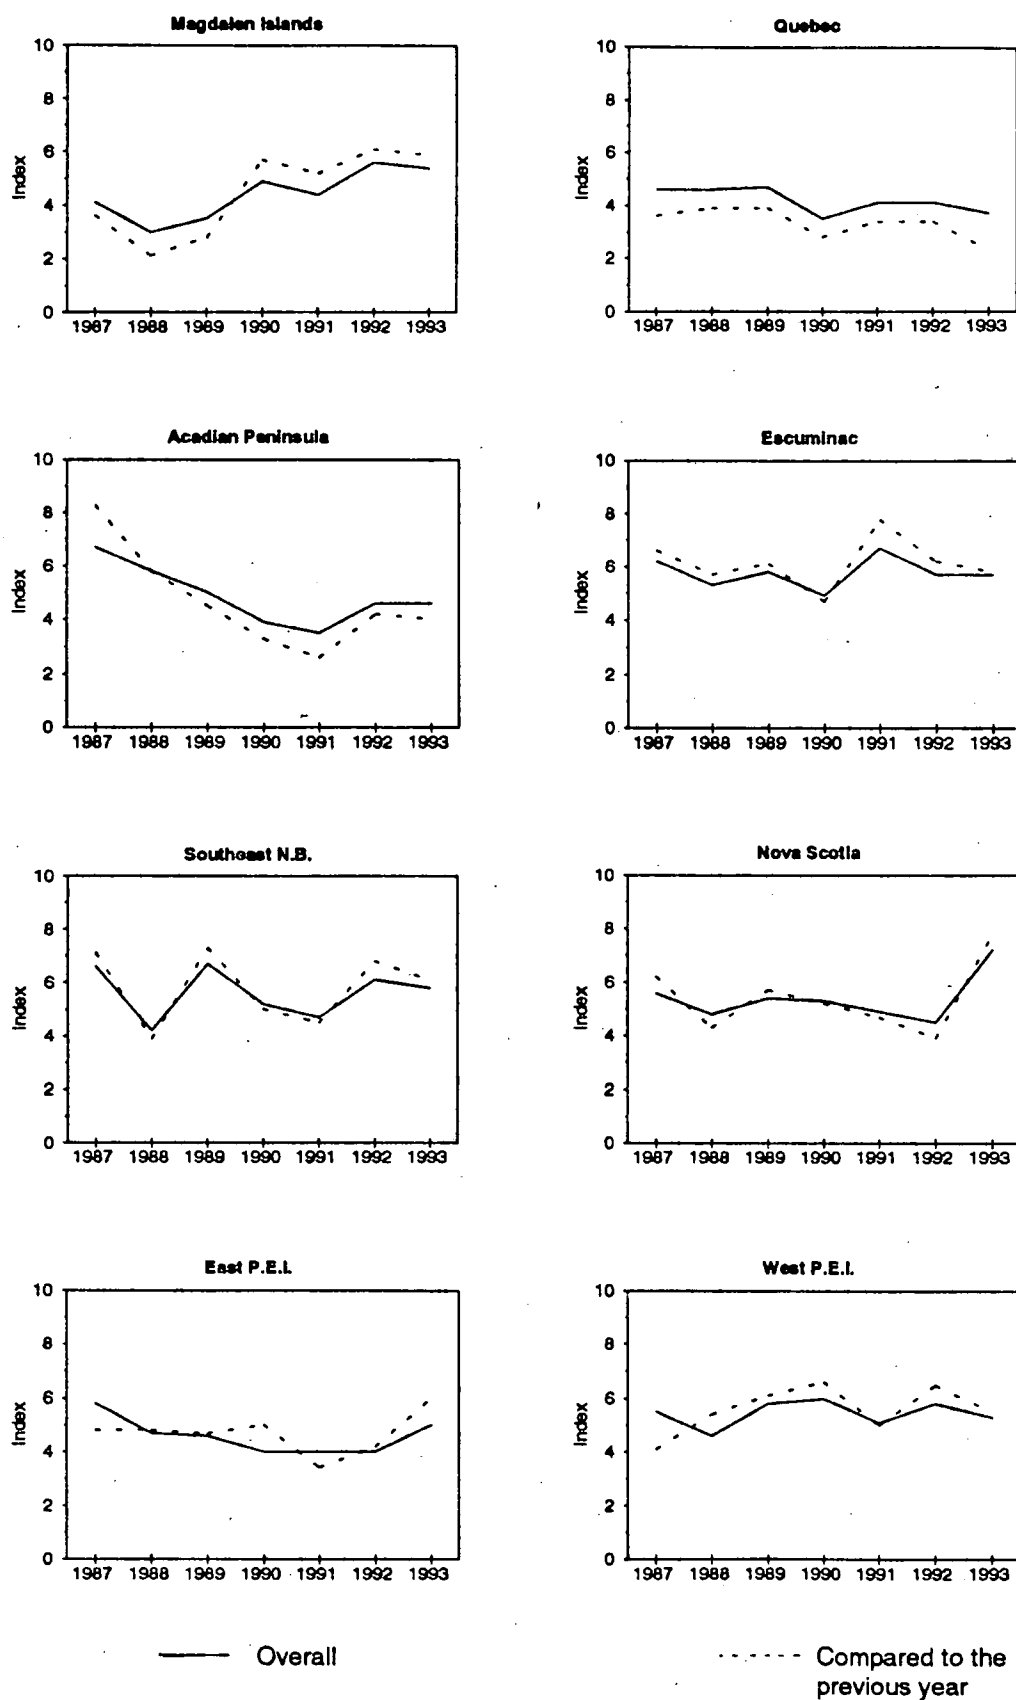 Magdalen Islands
10
8
6
4
2
0
Index
1987 1988 1989 1990 1991 1992 1993
Quebec
10
8
6
4
2
0
Index
1987 1988 1989 1990 1991 1992 1993
Acadian Peninsula
10
8
6
4
2
0
Index
1987 1988 1989 1990 1991 1992 1993
Escuminac
10
8
6
4
2
0
Index
1987 1988 1989 1990 1991 1992 1993
Southeast N.B.
10
8
6
4
2
0
Index
1987 1988 1989 1990 1991 1992 1993
Nova Scotia
10
8
6
4
2
0
Index
1987 1988 1989 1990 1991 1992 1993
East P.E.I.
10
8
6
4
2
0
Index
1987 1988 1989 1990 1991 1992 1993
West P.E.I.
10
8
6
4
2
0
Index
1987 1988 1989 1990 1991 1992 1993
Overall
Compared to the
previous year